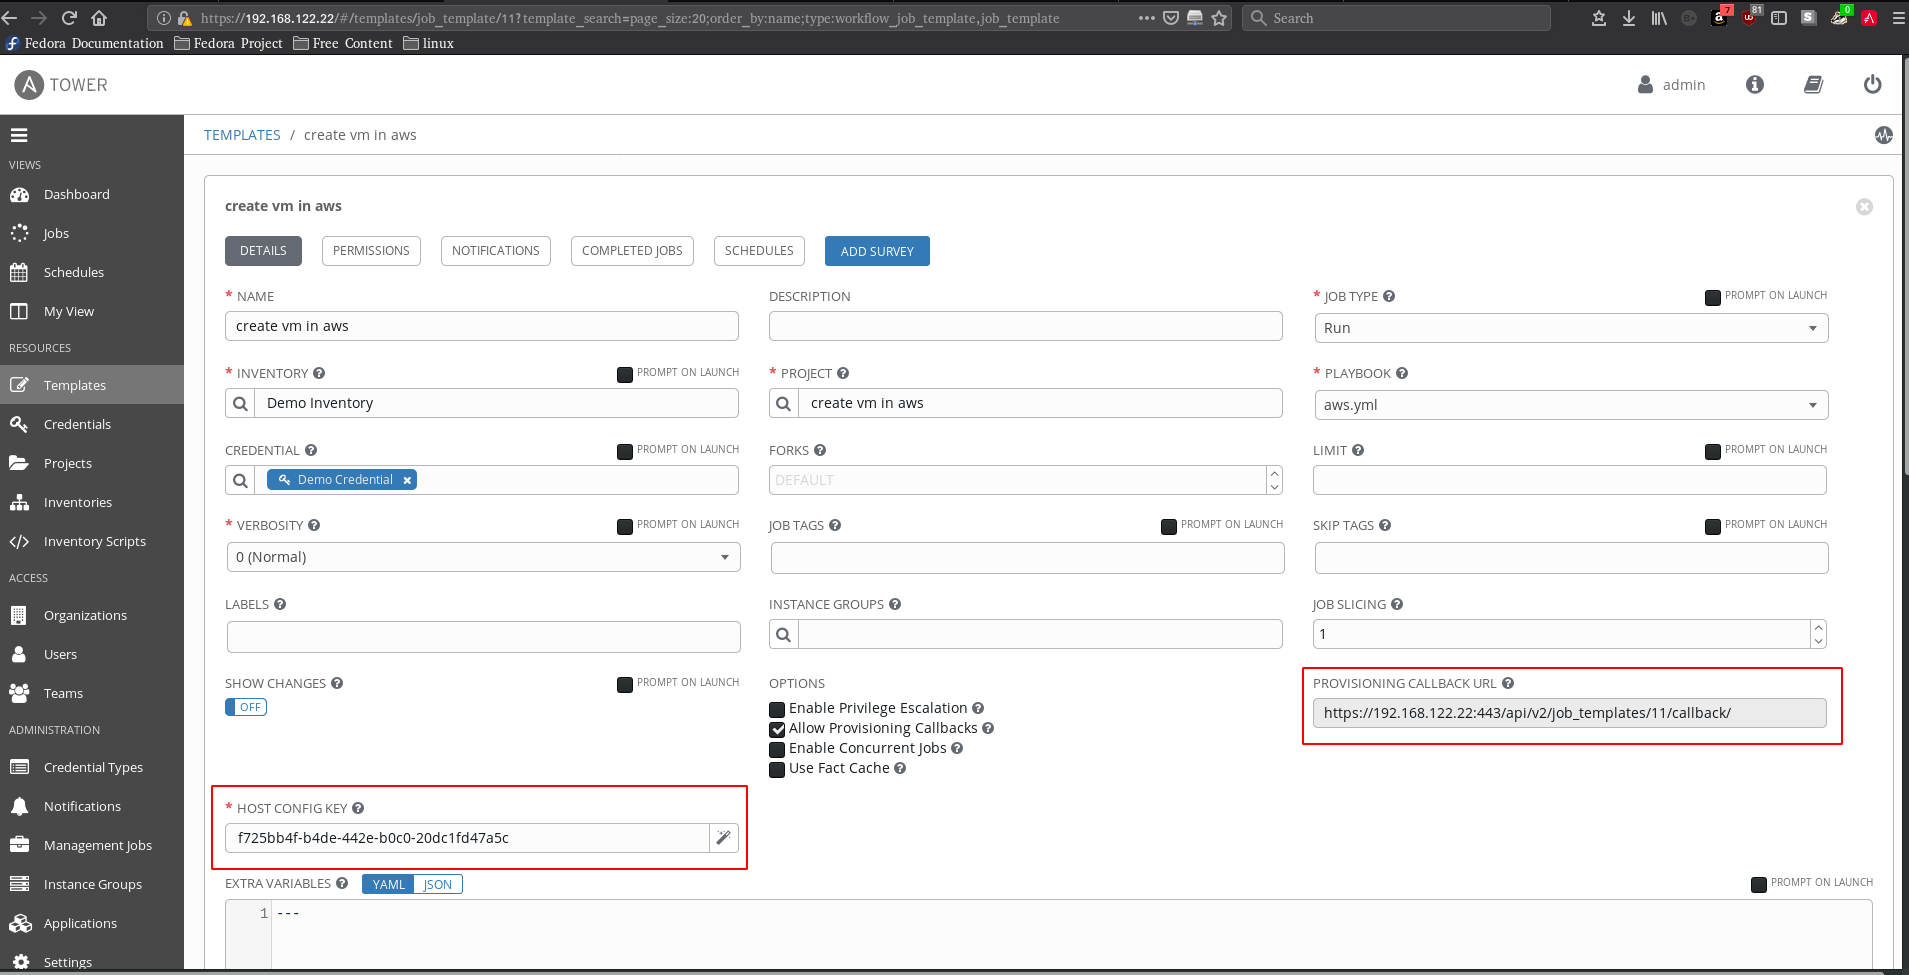 https://192.168.122.22/#/templates/job_template/11?template_search=page_size:20;order_by:name;type:workflow_job_template,job_template
Search
7
81
0
Fedora Documentation
Fedora Project
Free Content
linux
TOWER
admin
TEMPLATES / create vm in aws
VIEWS
Dashboard
Jobs
Schedules
My View
RESOURCES
Templates
Credentials
Projects
Inventories
Inventory Scripts
ACCESS
Organizations
Users
Teams
ADMINISTRATION
Credential Types
Notifications
Management Jobs
Instance Groups
Applications
Settings
create vm in aws
DETAILS
PERMISSIONS
NOTIFICATIONS
COMPLETED JOBS
SCHEDULES
ADD SURVEY
* NAME
create vm in aws
DESCRIPTION
* JOB TYPE
PROMPT ON LAUNCH
Run
* INVENTORY
PROMPT ON LAUNCH
Demo Inventory
* PROJECT
create vm in aws
* PLAYBOOK
aws.yml
CREDENTIAL
PROMPT ON LAUNCH
Demo Credential
FORKS
DEFAULT
LIMIT
PROMPT ON LAUNCH
* VERBOSITY
PROMPT ON LAUNCH
0 (Normal)
JOB TAGS
PROMPT ON LAUNCH
SKIP TAGS
PROMPT ON LAUNCH
LABELS
INSTANCE GROUPS
JOB SLICING
1
SHOW CHANGES
PROMPT ON LAUNCH
OFF
OPTIONS
Enable Privilege Escalation
Allow Provisioning Callbacks
Enable Concurrent Jobs
Use Fact Cache
PROVISIONING CALLBACK URL
https://192.168.122.22:443/api/v2/job_templates/11/callback/
* HOST CONFIG KEY
f725bb4f-b4de-442e-b0c0-20dc1fd47a5c
EXTRA VARIABLES
YAML
JSON
PROMPT ON LAUNCH
1 ---